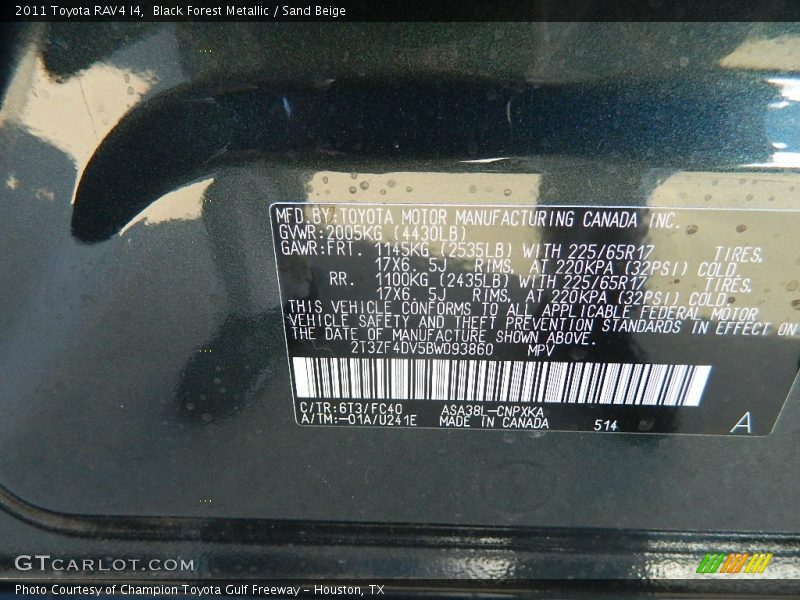 2011 Toyota RAV4 I4,  Black Forest Metallic / Sand Beige
MFD.BY:TOYOTA MOTOR MANUFACTURING CANADA INC.
GVWR:2005KG (4430LB)
GAWR:FRT. 1145KG (2535LB) WITH 225/65R17 TIRES,
17X6. 5J RIMS, AT 220KPA (32PSI) COLD.
RR. 1100KG (2435LB) WITH 225/65R17 TIRES,
17X6. 5J RIMS, AT 220KPA (32PSI) COLD.
THIS VEHICLE CONFORMS TO ALL APPLICABLE FEDERAL MOTOR
VEHICLE SAFETY AND THEFT PREVENTION STANDARDS IN EFFECT ON
THE DATE OF MANUFACTURE SHOWN ABOVE.
2T3ZF4DV5BW093860 MPV
C/TR:6T3/FC40 ASA38L-CNPXKA
A/TM:-01A/U241E MADE IN CANADA 514 A
GTCARLOT.COM
Photo Courtesy of Champion Toyota Gulf Freeway - Houston, TX